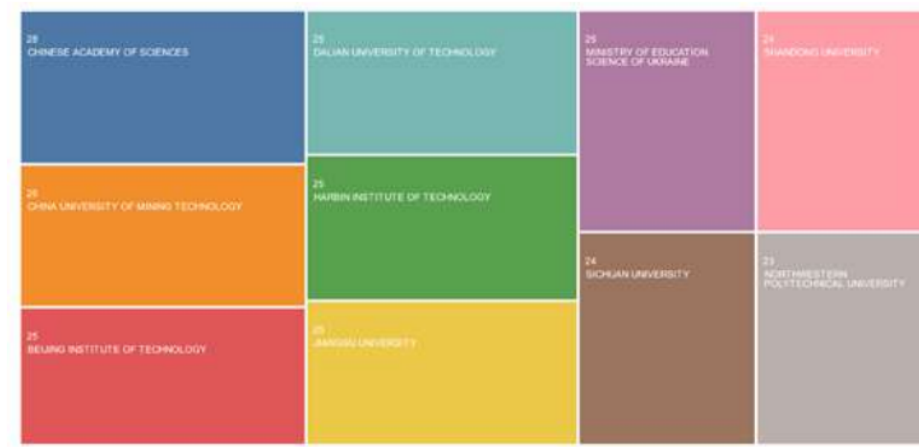 28
CHINESE ACADEMY OF SCIENCES
26
CHINA UNIVERSITY OF MINING TECHNOLOGY
25
BEIJING INSTITUTE OF TECHNOLOGY
25
DALIAN UNIVERSITY OF TECHNOLOGY
25
HARBIN INSTITUTE OF TECHNOLOGY
25
JIANGSU UNIVERSITY
25
MINISTRY OF EDUCATION
SCIENCE OF UKRAINE
24
SICHUAN UNIVERSITY
24
SHANDONG UNIVERSITY
23
NORTHWESTERN
POLYTECHNICAL UNIVERSITY